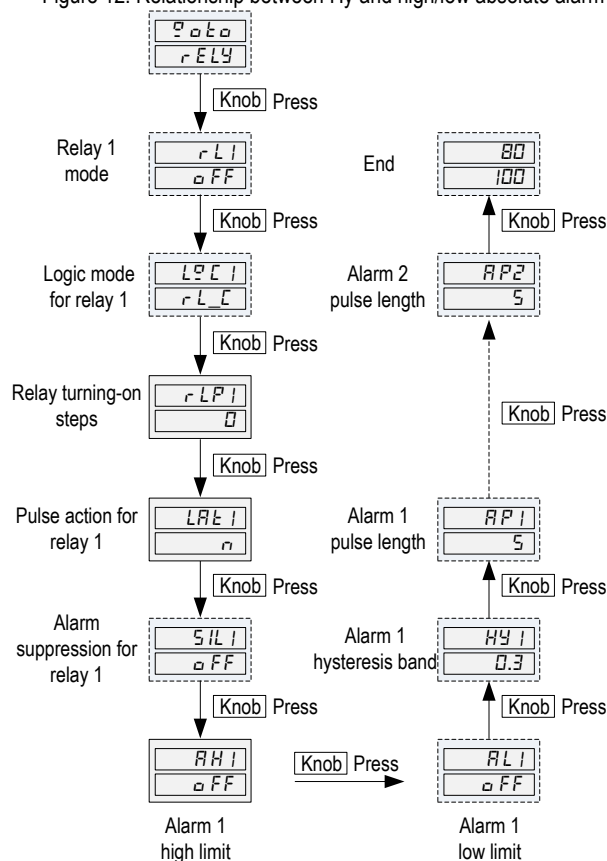 Figure 12: Relationship between Hy and high/low absolute alarm
goto
rELY
Knob Press
Relay 1
mode
rL1
oFF
Knob Press
Logic mode
for relay 1
LgC1
rL_C
Knob Press
Relay turning-on
steps
rLP1
0
Knob Press
Pulse action for
relay 1
LAt1
n
Knob Press
Alarm
suppression for
relay 1
SIL1
oFF
Knob Press
AH1
oFF
Alarm 1
high limit
Knob Press
End
80
100
Knob Press
Alarm 2
pulse length
AP2
5
Knob Press
Alarm 1
pulse length
AP1
5
Knob Press
Alarm 1
hysteresis band
HY1
0.3
Knob Press
AL1
oFF
Alarm 1
low limit